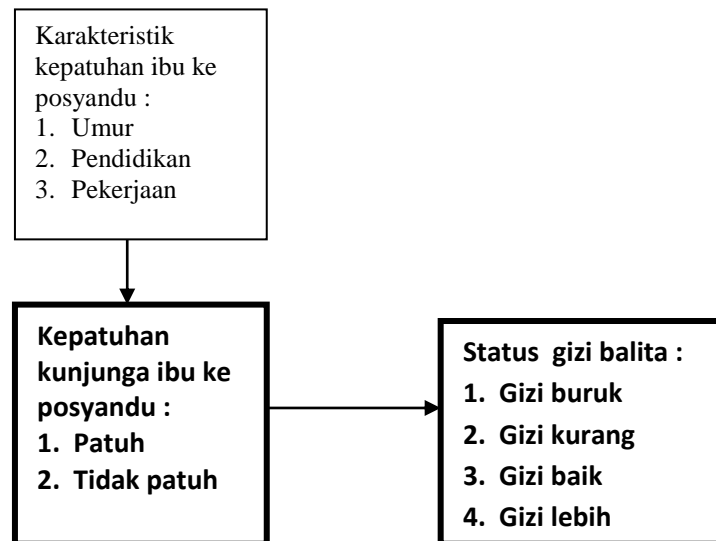 Karakteristik
kepatuhan ibu ke
posyandu :
1. Umur
2. Pendidikan
3. Pekerjaan
Kepatuhan
kunjunga ibu ke
posyandu :
1. Patuh
2. Tidak patuh
Status gizi balita :
1. Gizi buruk
2. Gizi kurang
3. Gizi baik
4. Gizi lebih